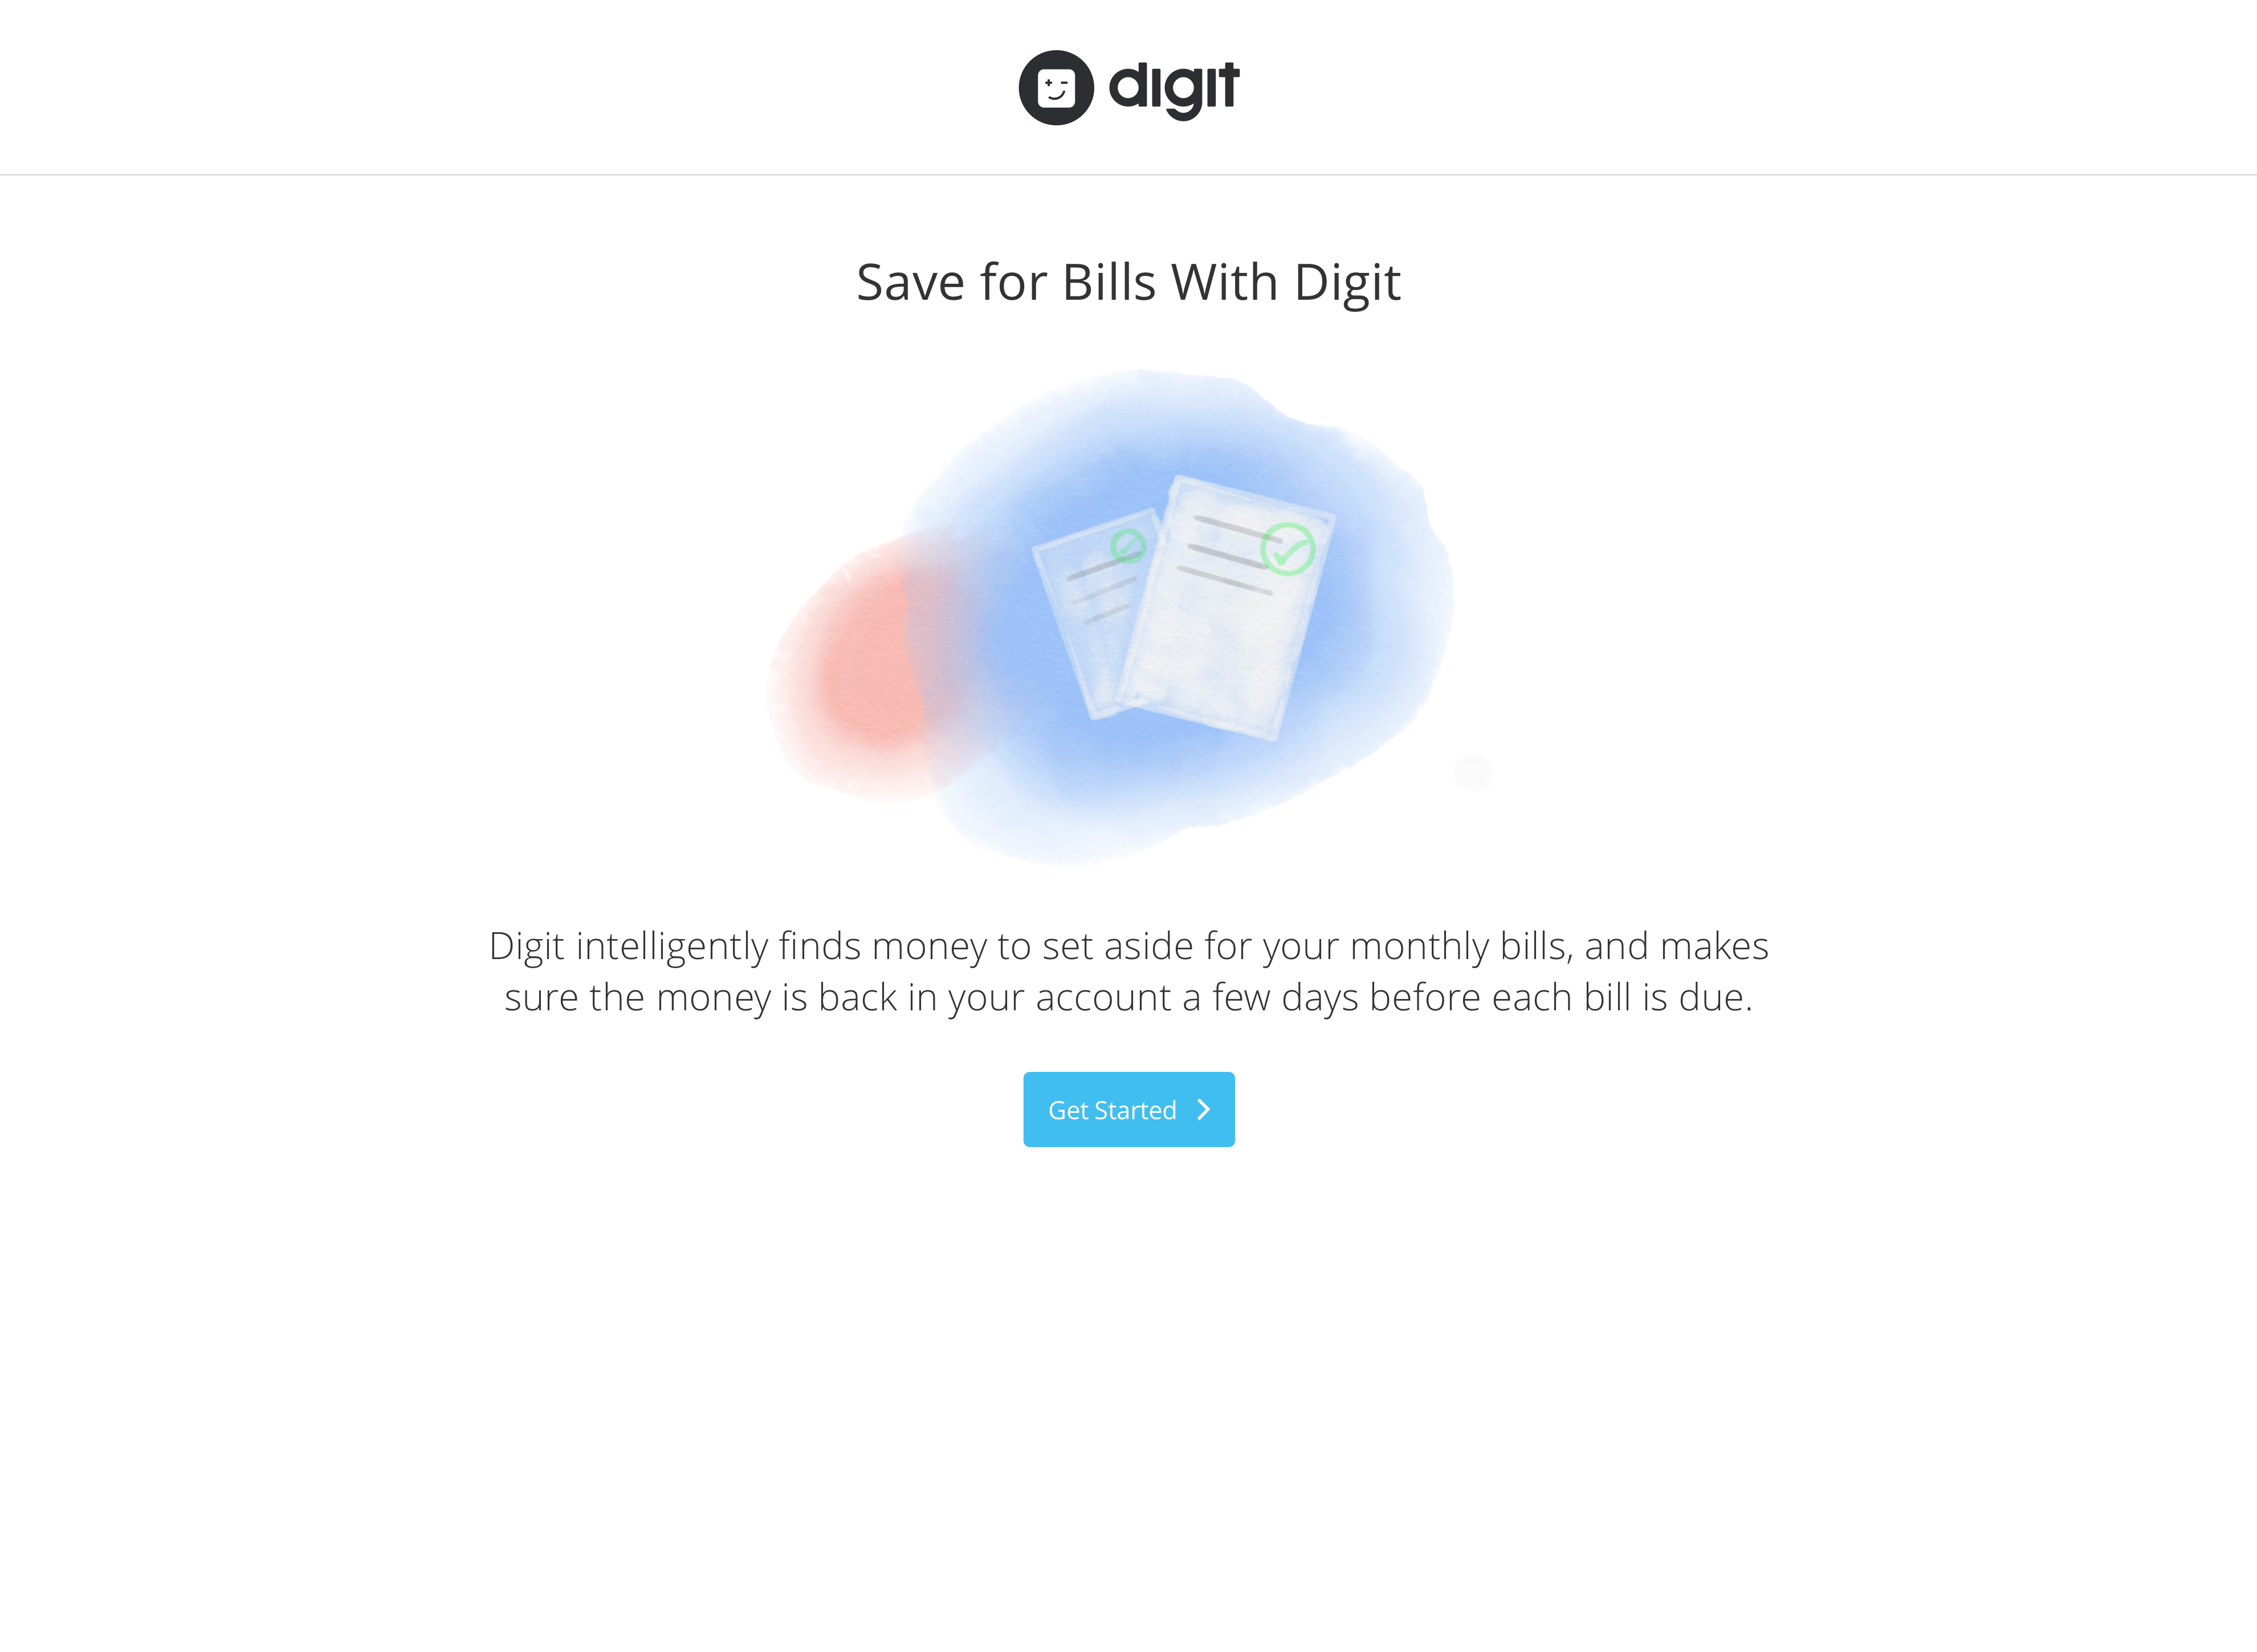 digit
Save for Bills With Digit
Digit intelligently finds money to set aside for your monthly bills, and makes
sure the money is back in your account a few days before each bill is due.
Get Started